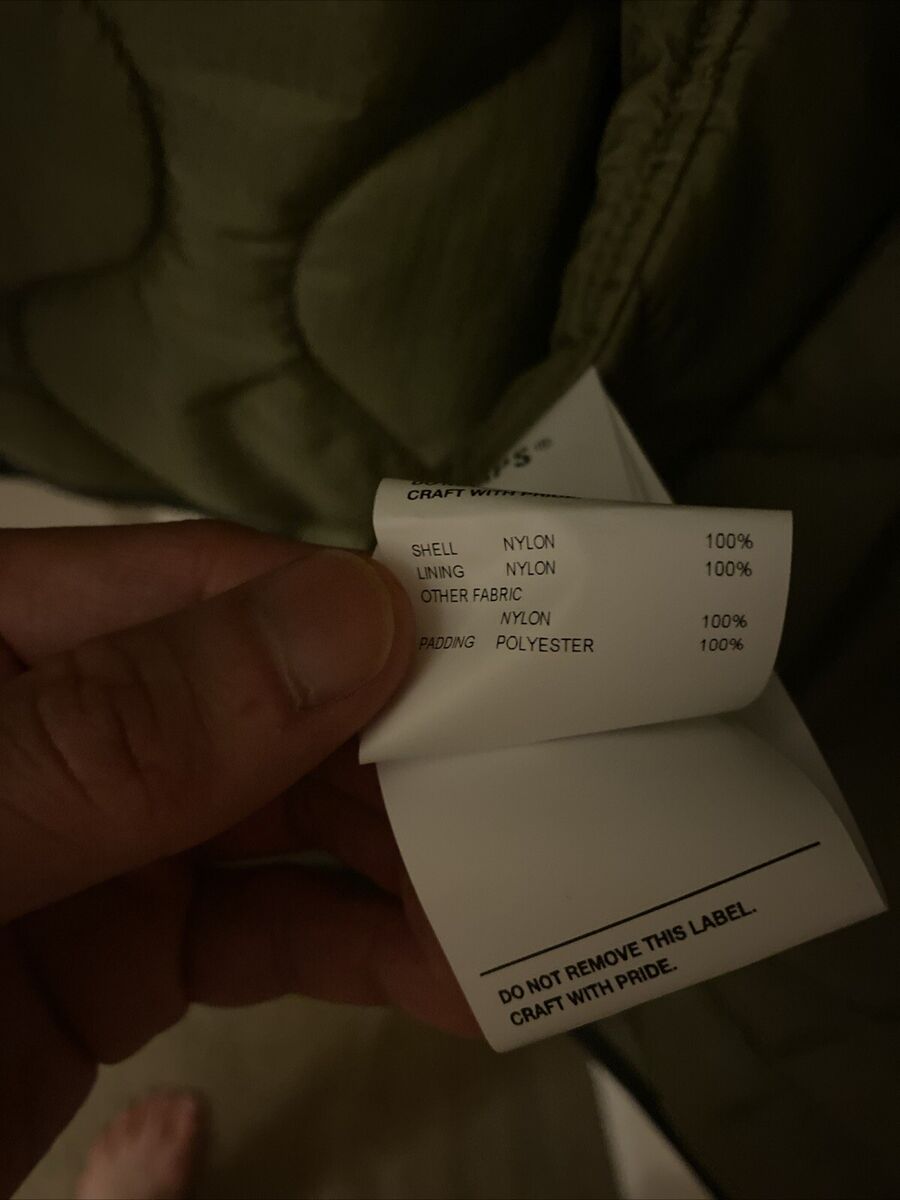 CRAFT WITH PRIDE.
SHELL NYLON 100%
LINING NYLON 100%
OTHER FABRIC
NYLON 100%
PADDING POLYESTER 100%
DO NOT REMOVE THIS LABEL.
CRAFT WITH PRIDE.